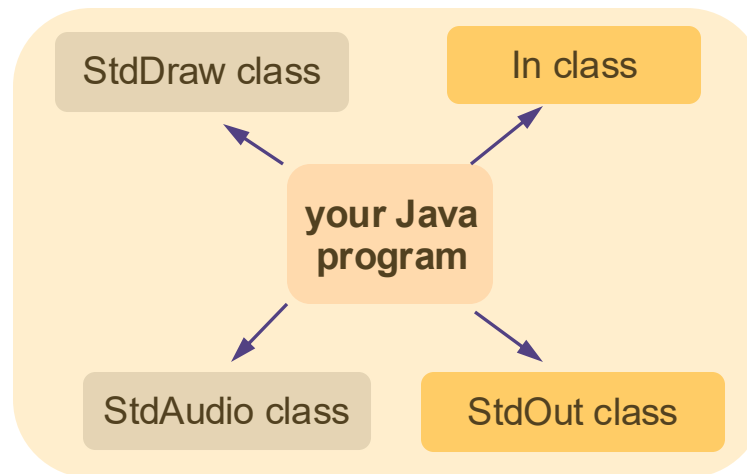 StdDraw class
In class
your Java
program
StdAudio class
StdOut class